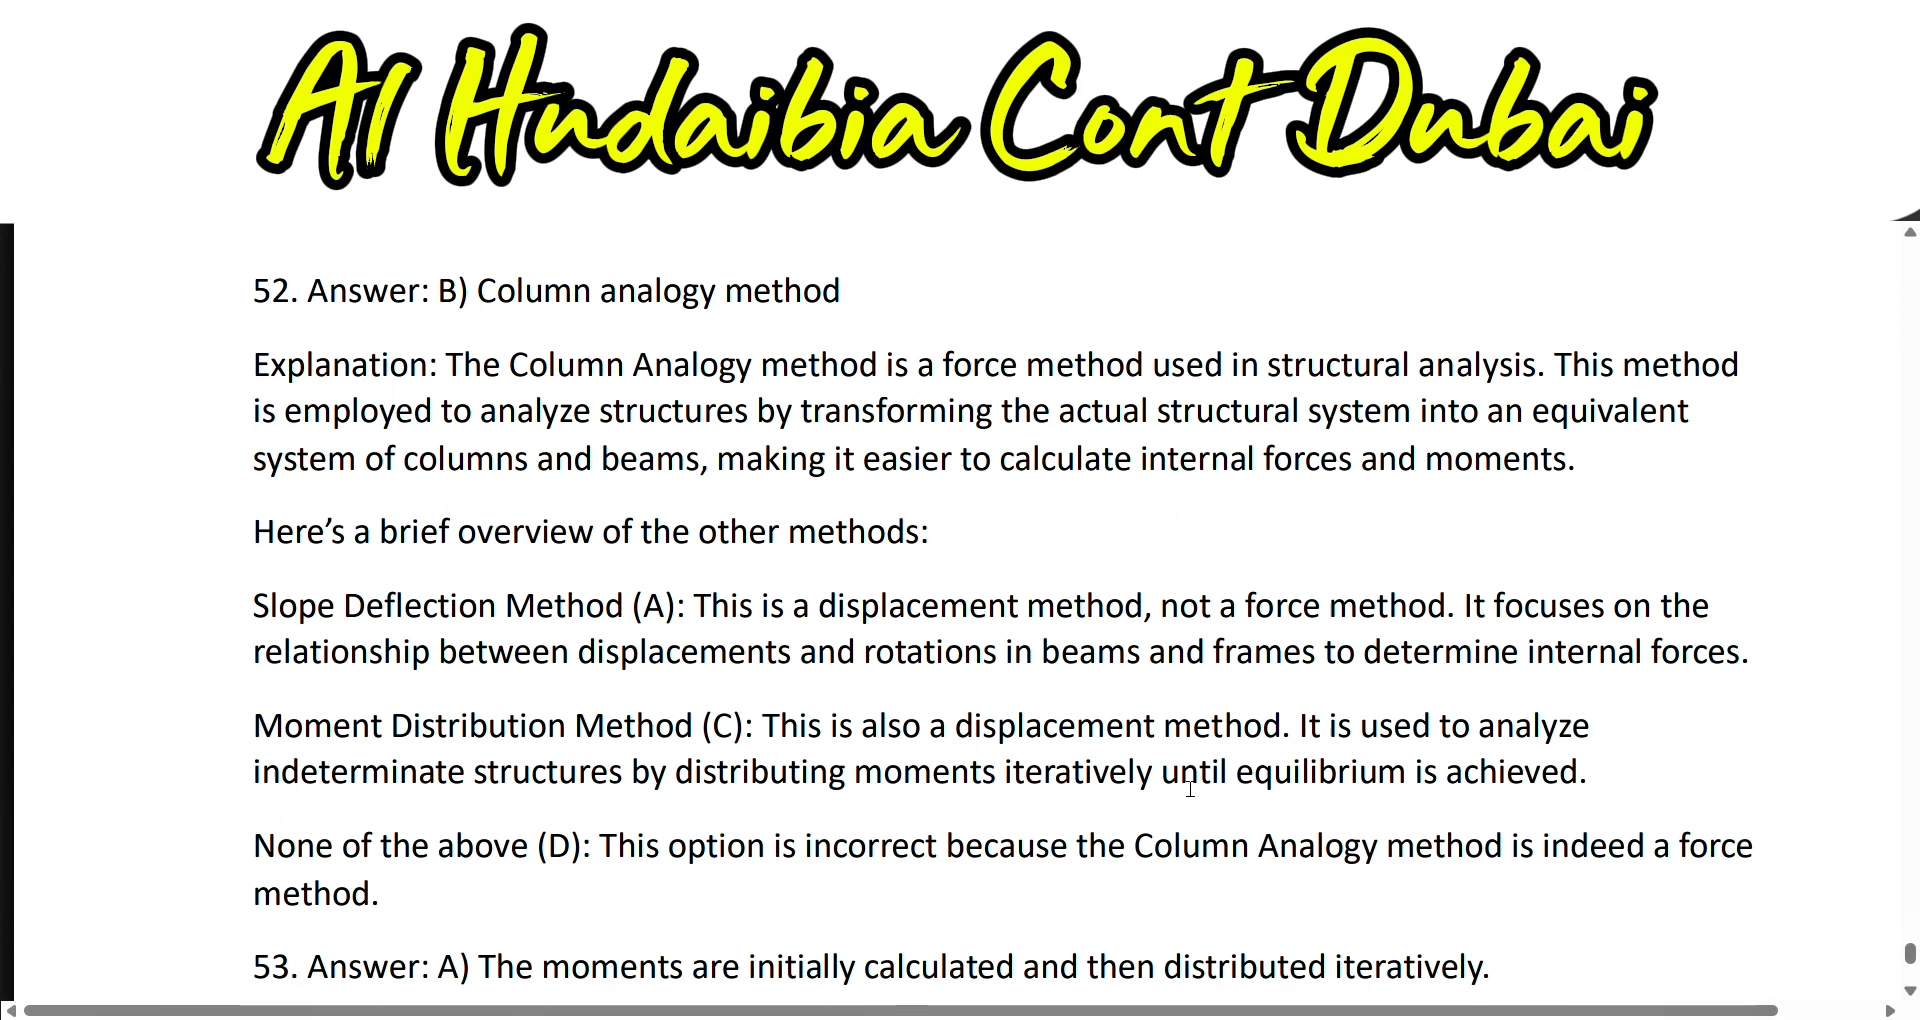 Al Hudaibia Cont Dubai
52. Answer: B) Column analogy method
Explanation: The Column Analogy method is a force method used in structural analysis. This method
is employed to analyze structures by transforming the actual structural system into an equivalent
system of columns and beams, making it easier to calculate internal forces and moments.
Here’s a brief overview of the other methods:
Slope Deflection Method (A): This is a displacement method, not a force method. It focuses on the
relationship between displacements and rotations in beams and frames to determine internal forces.
Moment Distribution Method (C): This is also a displacement method. It is used to analyze
indeterminate structures by distributing moments iteratively until equilibrium is achieved.
None of the above (D): This option is incorrect because the Column Analogy method is indeed a force
method.
53. Answer: A) The moments are initially calculated and then distributed iteratively.